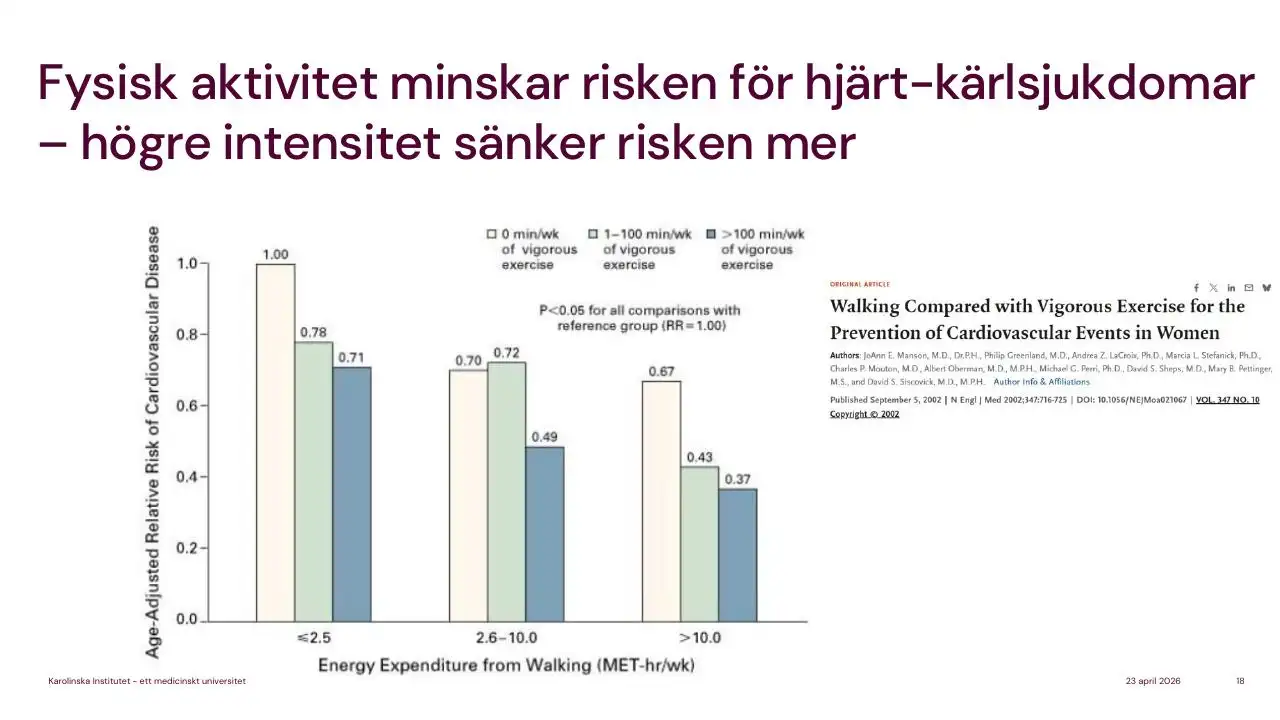 Fysisk aktivitet minskar risken för hjärt-kärlsjukdomar
– högre intensitet sänker risken mer
Age-Adjusted Relative Risk of Cardiovascular Disease
0 min/wk
of vigorous
exercise
1–100 min/wk
of vigorous
exercise
>100 min/wk
of vigorous
exercise
P<0.05 for all comparisons with
reference group (RR=1.00)
1.0
0.8
0.6
0.4
0.2
0.0
1.00
0.78
0.71
0.70
0.72
0.49
0.67
0.43
0.37
≤2.5
2.6–10.0
>10.0
Energy Expenditure from Walking (MET-hr/wk)
ORIGINAL ARTICLE
Walking Compared with Vigorous Exercise for the
Prevention of Cardiovascular Events in Women
Authors: JoAnn E. Manson, M.D., Dr.P.H., Philip Greenland, M.D., Andrea Z. LaCroix, Ph.D., Marcia L. Stefanick, Ph.D.,
Charles P. Mouton, M.D., Albert Oberman, M.D., M.P.H., Michael G. Perri, Ph.D., David S. Sheps, M.D., Mary B. Pettinger,
M.S., and David S. Siscovick, M.D., M.P.H. Author Info & Affiliations
Published September 5, 2002 | N Engl J Med 2002;347:716-725 | DOI: 10.1056/NEJMoa021067 | VOL. 347 NO. 10
Copyright © 2002
Karolinska Institutet - ett medicinskt universitet
23 april 2026
18